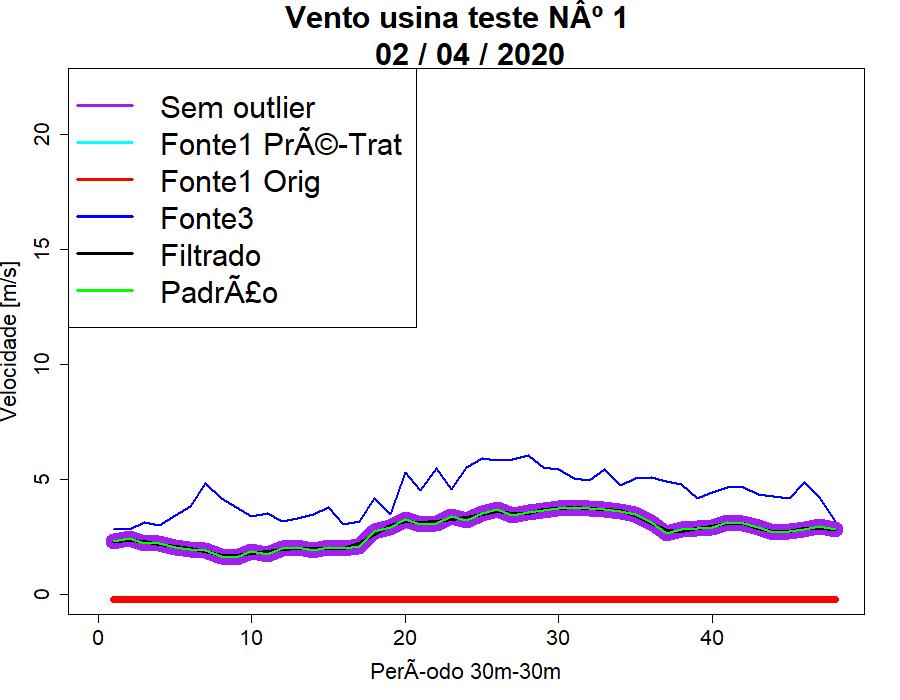 Vento usina teste NÂº 1
02 / 04 / 2020
Sem outlier
Fonte1 PrÃ©-Trat
Fonte1 Orig
Fonte3
Filtrado
PadrÃ£o
Velocidade [m/s]
20
15
10
5
0
0 10 20 30 40
PerÃ-odo 30m-30m